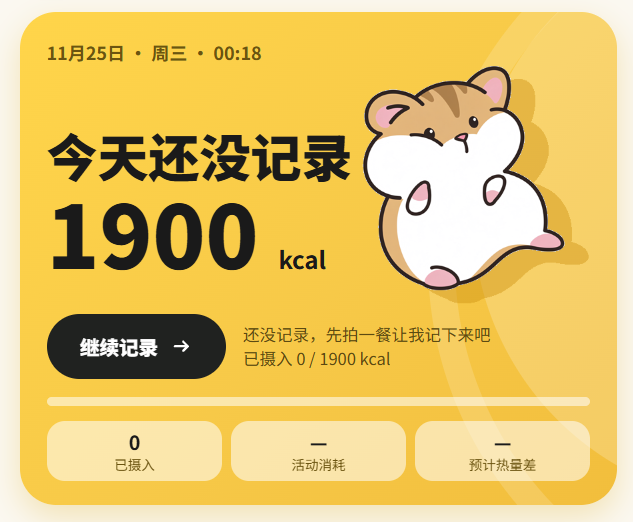 11月25日 · 周三 · 00:18
今天还没记录
1900 kcal
继续记录 →
还没记录，先拍一餐让我记下来吧
已摄入 0 / 1900 kcal
0
已摄入
—
活动消耗
—
预计热量差